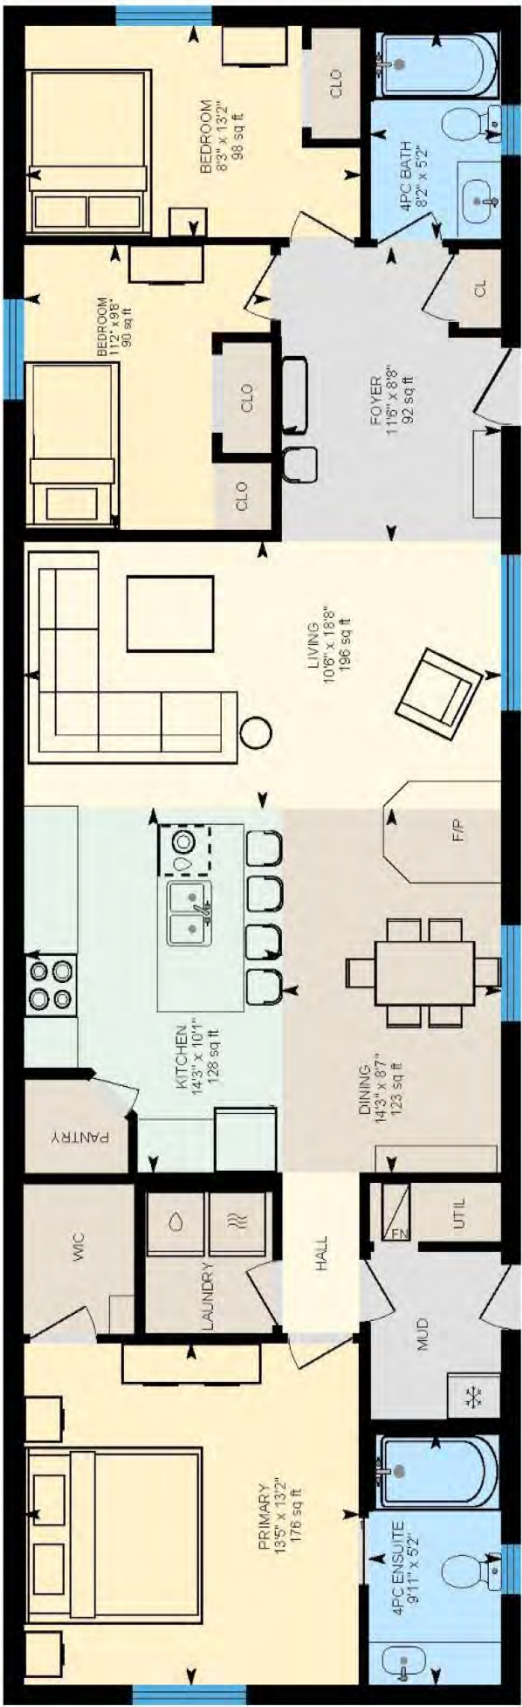 BEDROOM
8'3" x 13'2"
98 sq ft
CLO
4PC BATH
8'2" x 5'2"
BEDROOM
11'2" x 9'8"
90 sq ft
CL
CLO
CLO
FOYER
11'6" x 8'8"
92 sq ft
LIVING
10'6" x 18'8"
196 sq ft
F/P
KITCHEN
14'3" x 10'1"
128 sq ft
DINING
14'3" x 8'7"
123 sq ft
PANTRY
WIC
LAUNDRY
HALL
FN
UTIL
MUD
PRIMARY
13'5" x 13'2"
176 sq ft
4PC ENSUITE
9'11" x 5'2"